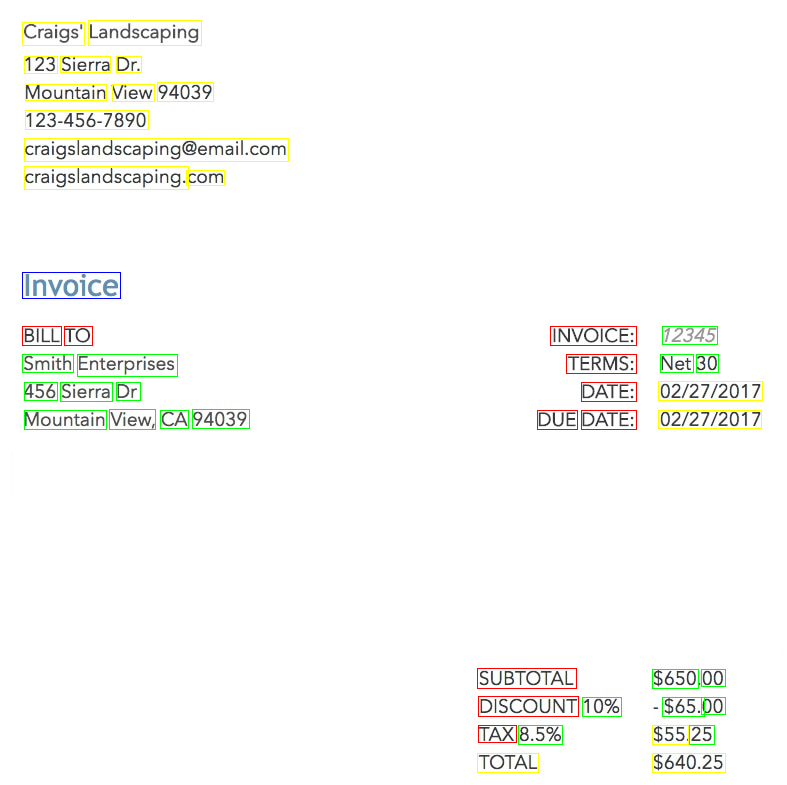 Craigs' Landscaping
123 Sierra Dr.
Mountain View 94039
123-456-7890
craigslandscaping@email.com
craigslandscaping.com
Invoice
BILL TO
Smith Enterprises
456 Sierra Dr
Mountain View, CA 94039
INVOICE: 12345
TERMS: Net 30
DATE: 02/27/2017
DUE DATE: 02/27/2017
SUBTOTAL $650.00
DISCOUNT 10% - $65.00
TAX 8.5% $55.25
TOTAL $640.25